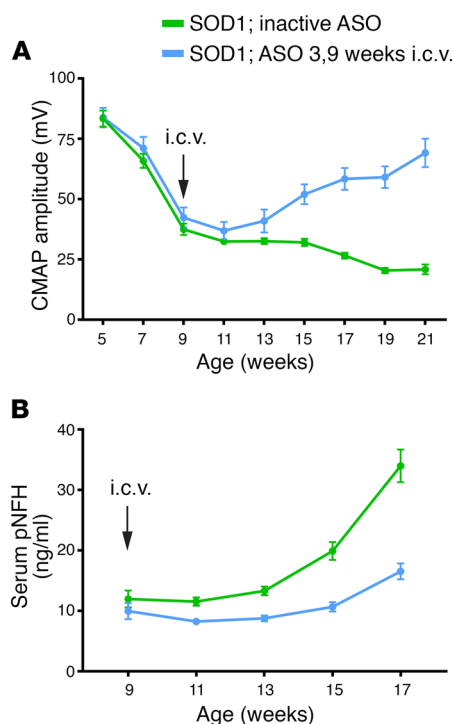 SOD1; inactive ASO
SOD1; ASO 3,9 weeks i.c.v.
A
CMAP amplitude (mV)
100
75
50
25
0
i.c.v.
5 7 9 11 13 15 17 19 21
Age (weeks)
B
Serum pNFH
(ng/ml)
40
30
20
10
0
i.c.v.
9 11 13 15 17
Age (weeks)